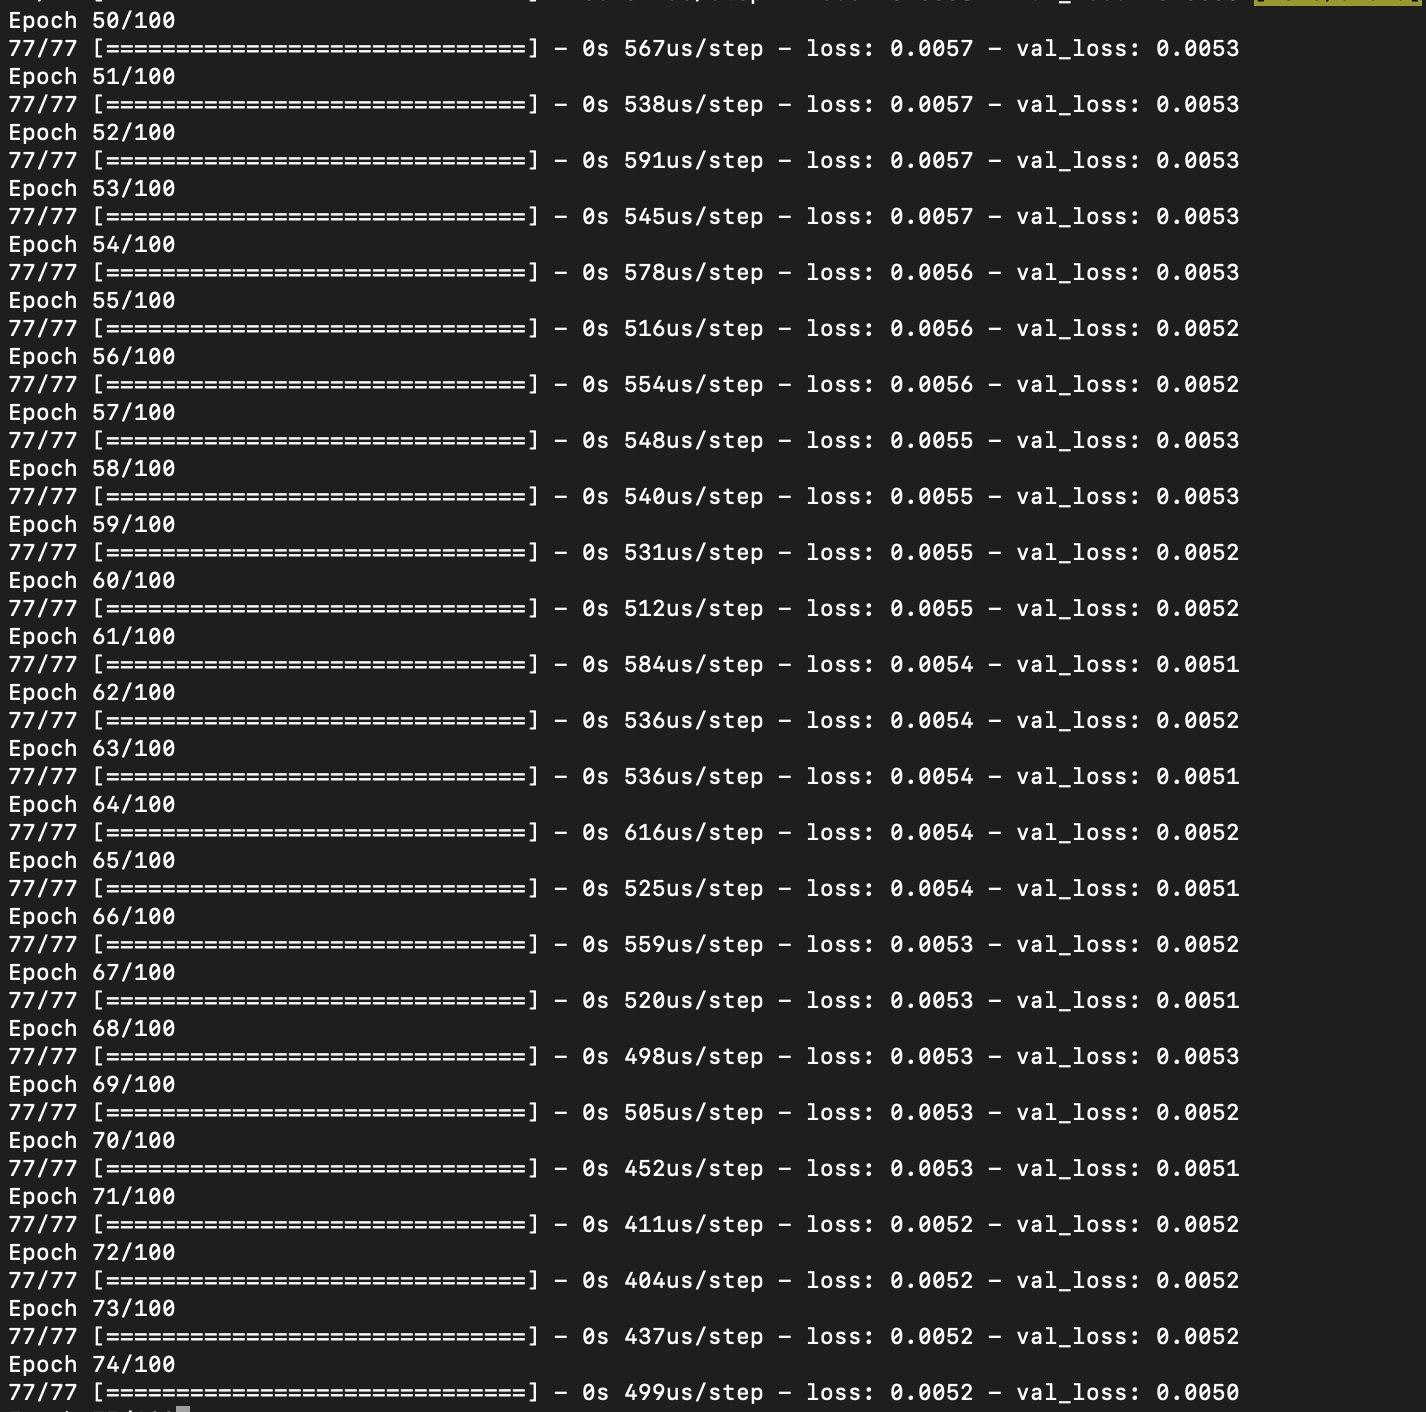 Epoch 50/100
77/77 [==============================] - 0s 567us/step - loss: 0.0057 - val_loss: 0.0053
Epoch 51/100
77/77 [==============================] - 0s 538us/step - loss: 0.0057 - val_loss: 0.0053
Epoch 52/100
77/77 [==============================] - 0s 591us/step - loss: 0.0057 - val_loss: 0.0053
Epoch 53/100
77/77 [==============================] - 0s 545us/step - loss: 0.0057 - val_loss: 0.0053
Epoch 54/100
77/77 [==============================] - 0s 578us/step - loss: 0.0056 - val_loss: 0.0053
Epoch 55/100
77/77 [==============================] - 0s 516us/step - loss: 0.0056 - val_loss: 0.0052
Epoch 56/100
77/77 [==============================] - 0s 554us/step - loss: 0.0056 - val_loss: 0.0052
Epoch 57/100
77/77 [==============================] - 0s 548us/step - loss: 0.0055 - val_loss: 0.0053
Epoch 58/100
77/77 [==============================] - 0s 540us/step - loss: 0.0055 - val_loss: 0.0053
Epoch 59/100
77/77 [==============================] - 0s 531us/step - loss: 0.0055 - val_loss: 0.0052
Epoch 60/100
77/77 [==============================] - 0s 512us/step - loss: 0.0055 - val_loss: 0.0052
Epoch 61/100
77/77 [==============================] - 0s 584us/step - loss: 0.0054 - val_loss: 0.0051
Epoch 62/100
77/77 [==============================] - 0s 536us/step - loss: 0.0054 - val_loss: 0.0052
Epoch 63/100
77/77 [==============================] - 0s 536us/step - loss: 0.0054 - val_loss: 0.0051
Epoch 64/100
77/77 [==============================] - 0s 616us/step - loss: 0.0054 - val_loss: 0.0052
Epoch 65/100
77/77 [==============================] - 0s 525us/step - loss: 0.0054 - val_loss: 0.0051
Epoch 66/100
77/77 [==============================] - 0s 559us/step - loss: 0.0053 - val_loss: 0.0052
Epoch 67/100
77/77 [==============================] - 0s 520us/step - loss: 0.0053 - val_loss: 0.0051
Epoch 68/100
77/77 [==============================] - 0s 498us/step - loss: 0.0053 - val_loss: 0.0053
Epoch 69/100
77/77 [==============================] - 0s 505us/step - loss: 0.0053 - val_loss: 0.0052
Epoch 70/100
77/77 [==============================] - 0s 452us/step - loss: 0.0053 - val_loss: 0.0051
Epoch 71/100
77/77 [==============================] - 0s 411us/step - loss: 0.0052 - val_loss: 0.0052
Epoch 72/100
77/77 [==============================] - 0s 404us/step - loss: 0.0052 - val_loss: 0.0052
Epoch 73/100
77/77 [==============================] - 0s 437us/step - loss: 0.0052 - val_loss: 0.0052
Epoch 74/100
77/77 [==============================] - 0s 499us/step - loss: 0.0052 - val_loss: 0.0050